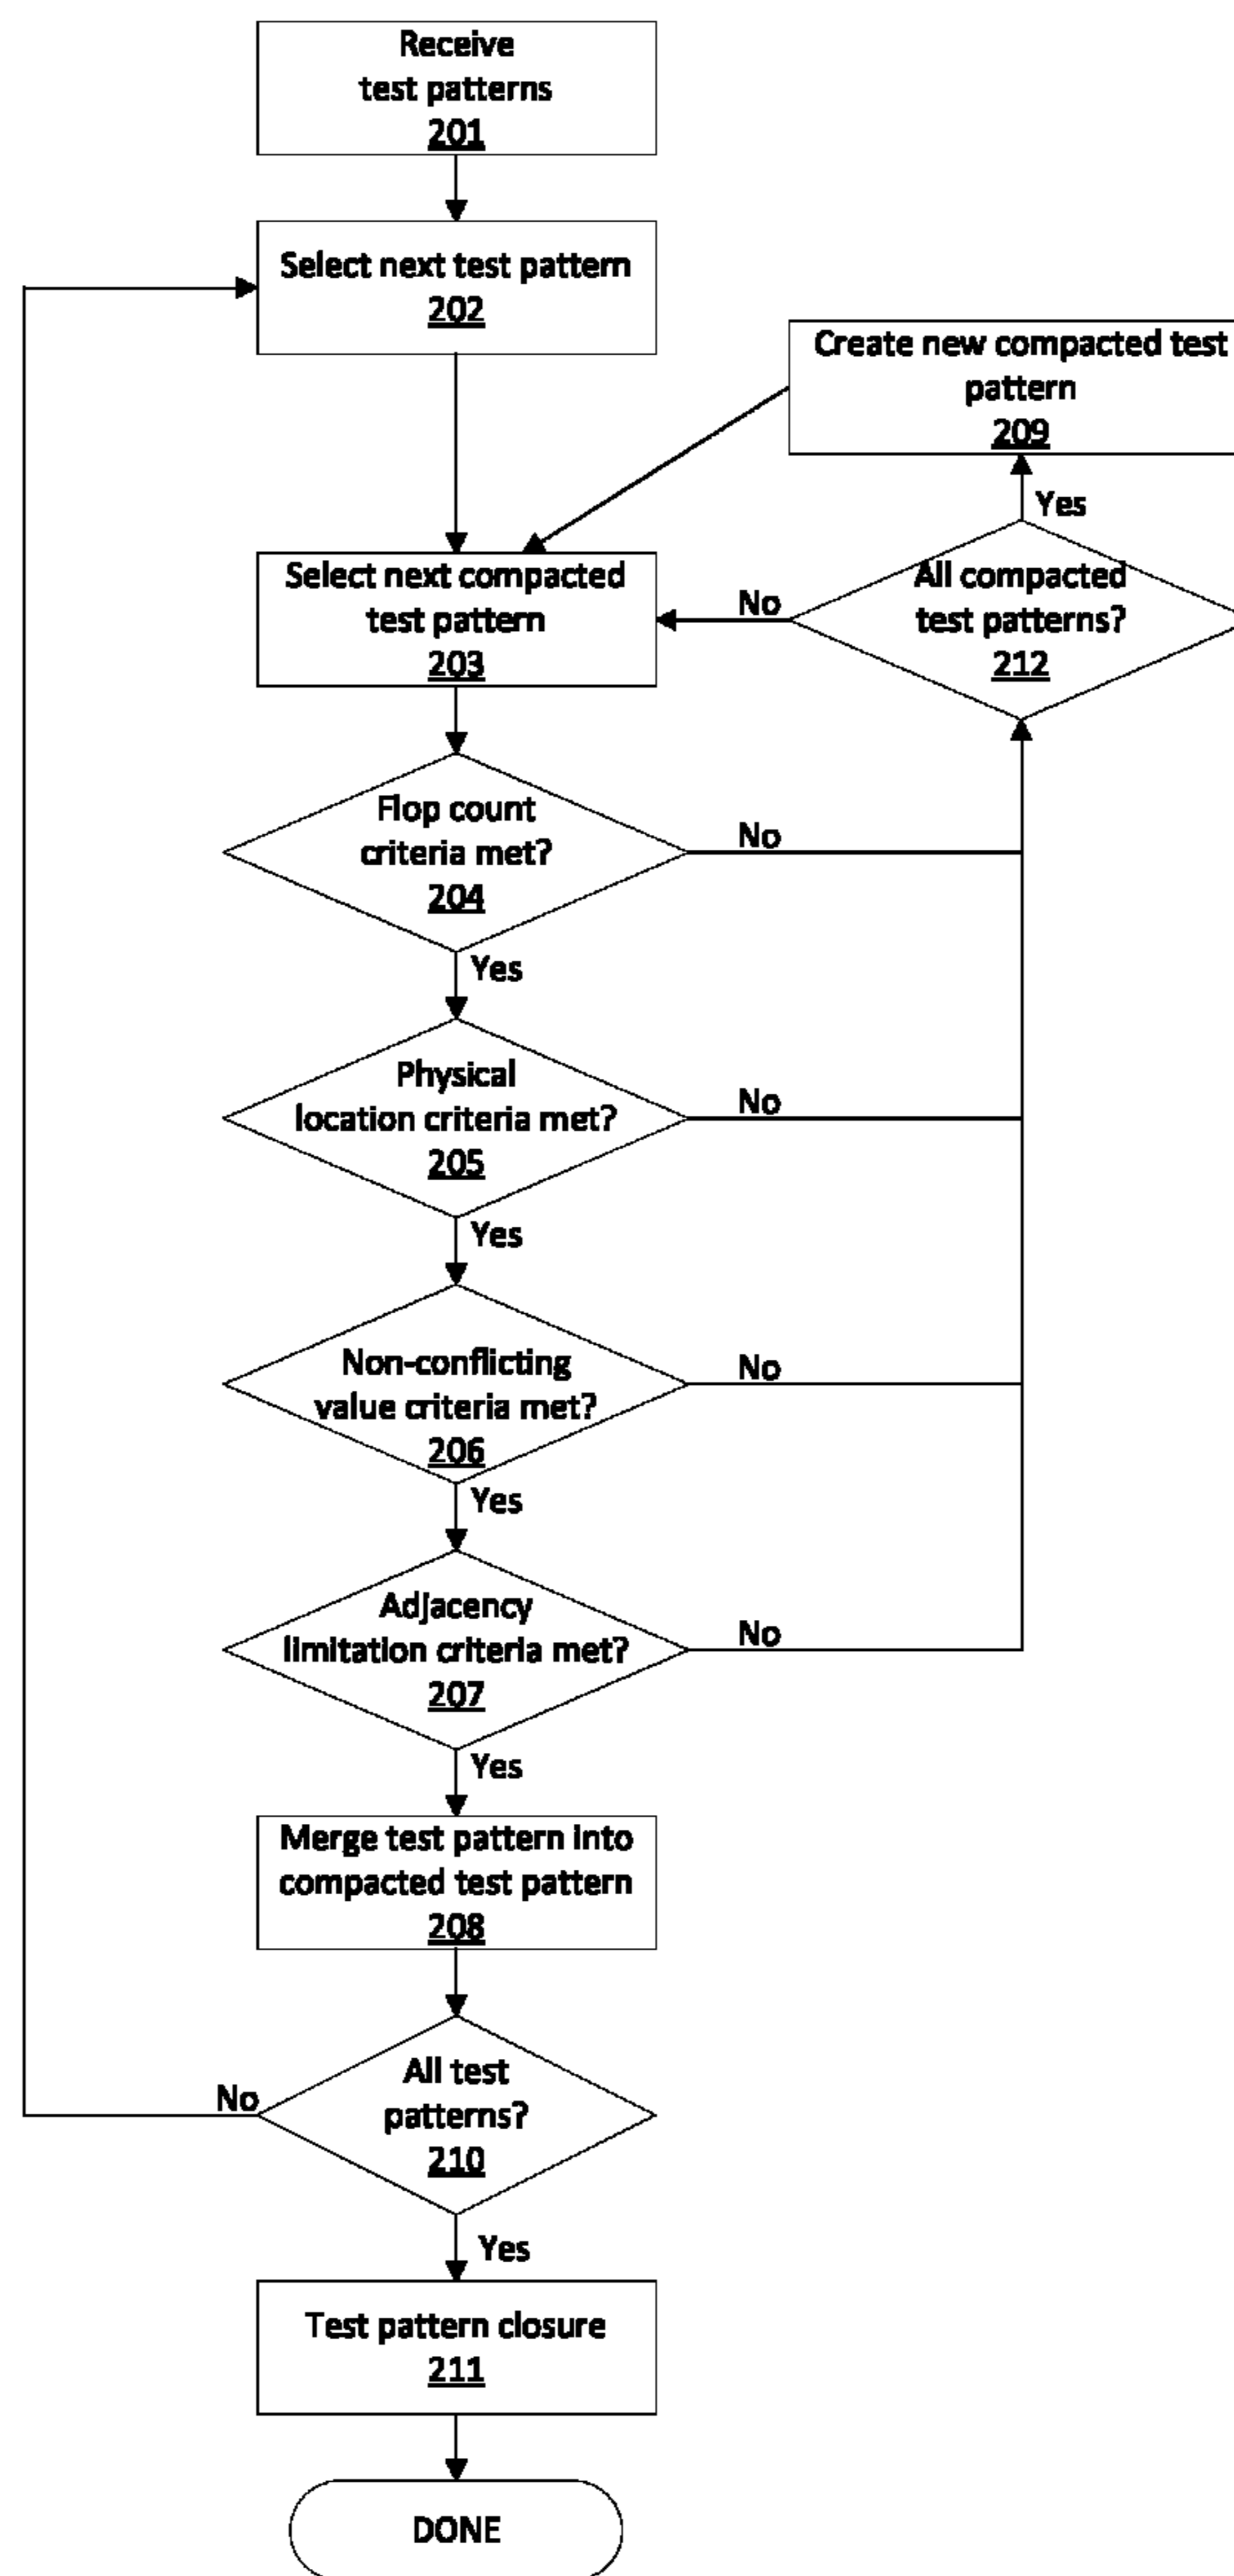 Receive
test patterns
201
Select next test pattern
202
Create new compacted test
pattern
209
Yes
Select next compacted
test pattern
203
No
All compacted
test patterns?
212
Flop count
criteria met?
204
No
Yes
Physical
location criteria met?
205
No
Yes
Non-conflicting
value criteria met?
206
No
Yes
Adjacency
limitation criteria met?
207
No
Yes
Merge test pattern into
compacted test pattern
208
All test
patterns?
210
No
Yes
Test pattern closure
211
DONE